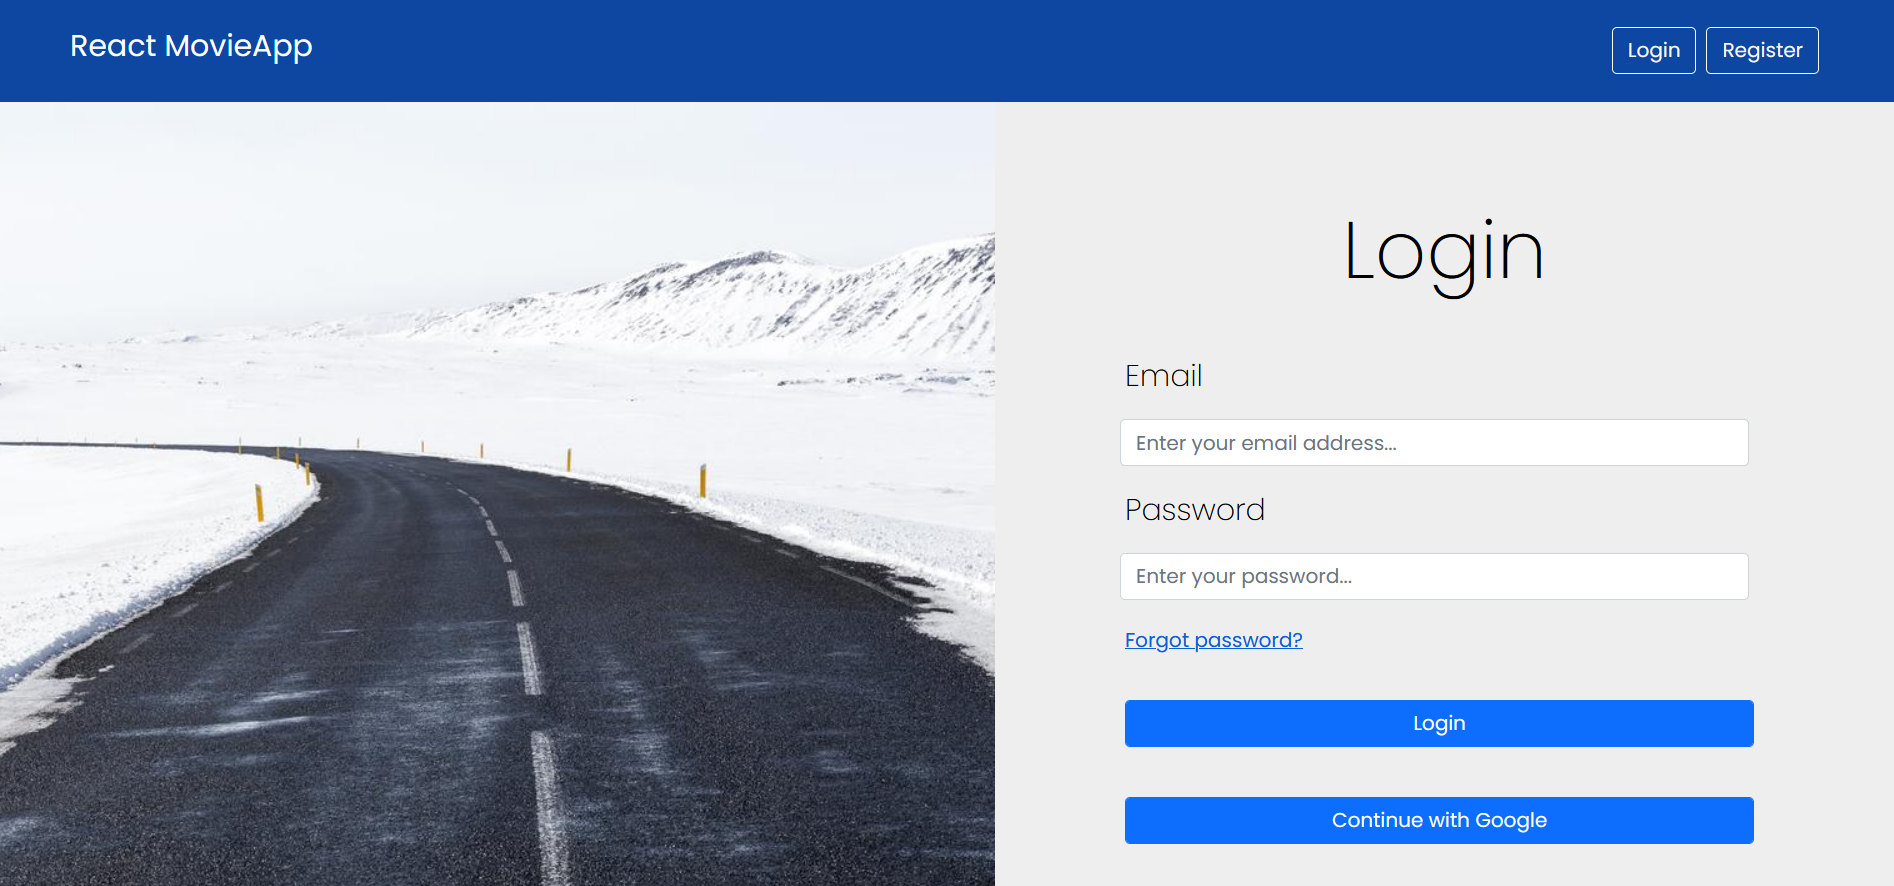 React MovieApp
Login
Register
Login
Email
Enter your email address...
Password
Enter your password...
Forgot password?
Login
Continue with Google